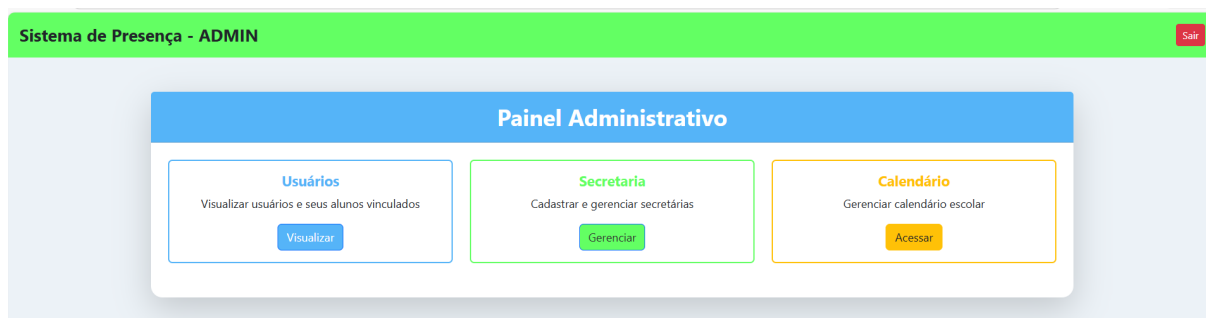 Sistema de Presença - ADMIN
Sair
Painel Administrativo
Usuários
Visualizar usuários e seus alunos vinculados
Visualizar
Secretaria
Cadastrar e gerenciar secretárias
Gerenciar
Calendário
Gerenciar calendário escolar
Acessar